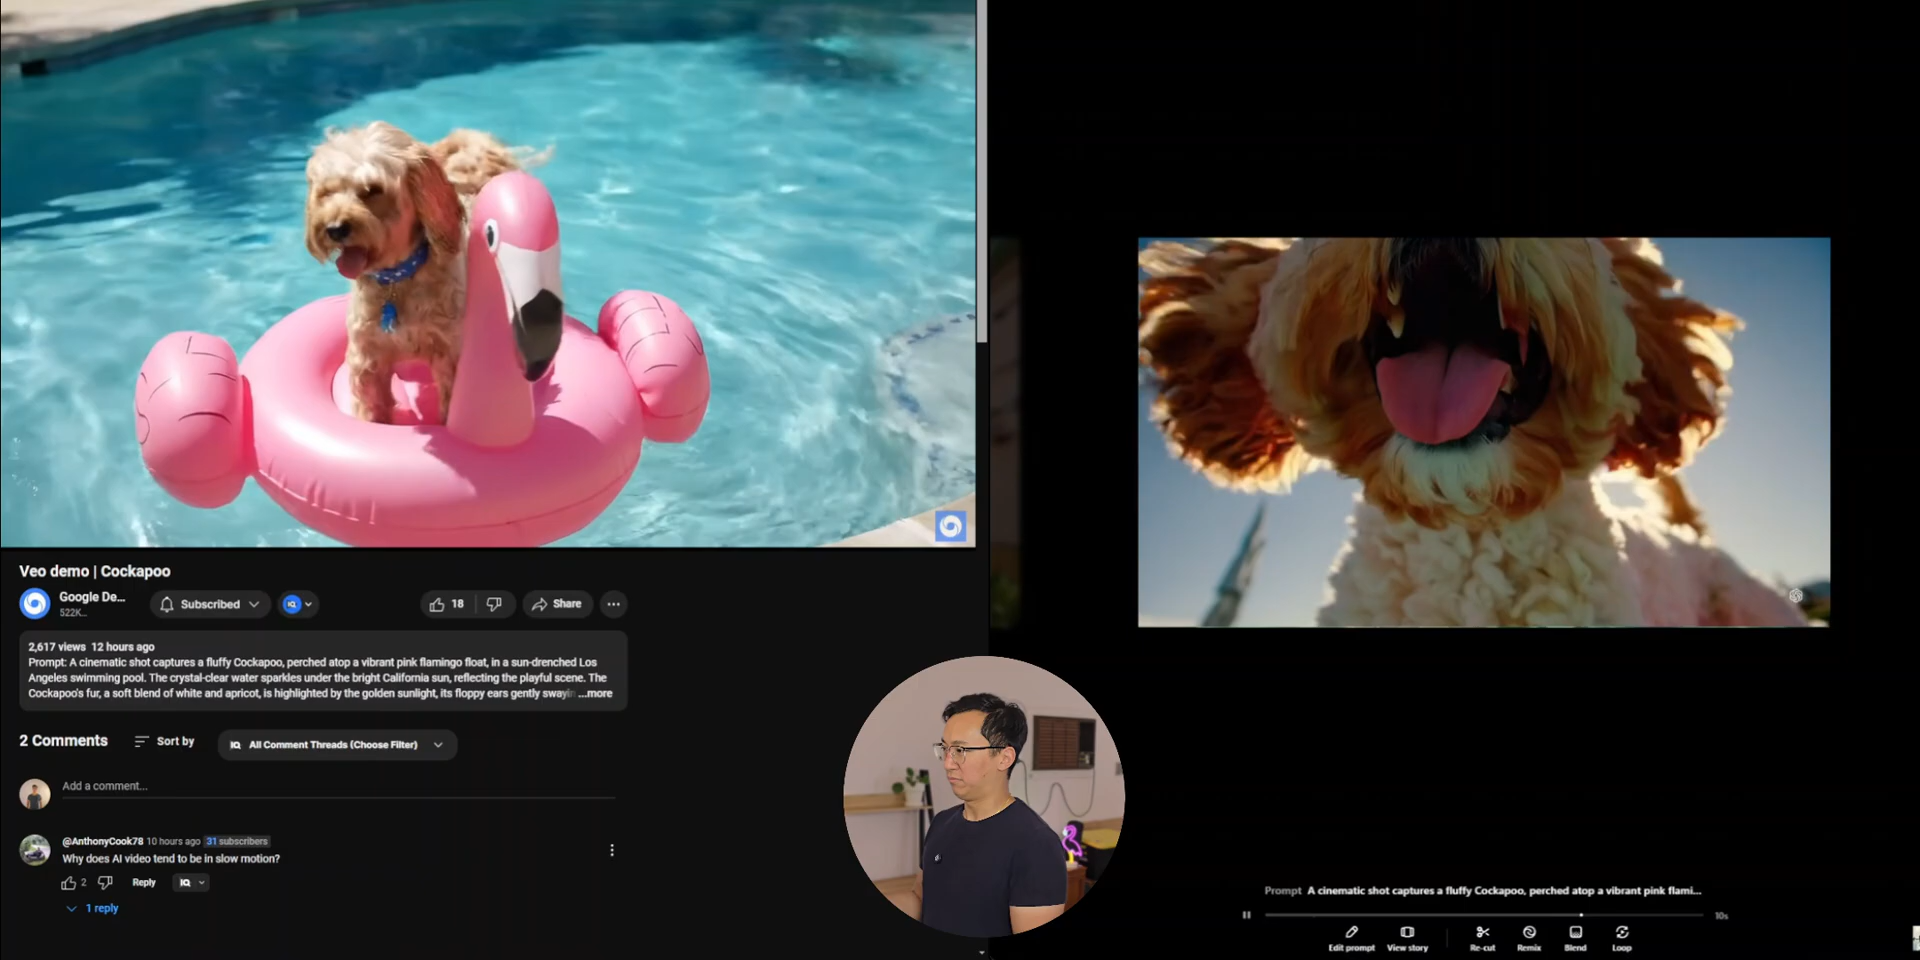 Veo demo | Cockapoo
Google De...
522K...
Subscribed
IQ
18
Share
2,617 views 12 hours ago
Prompt: A cinematic shot captures a fluffy Cockapoo, perched atop a vibrant pink flamingo float, in a sun-drenched Los
Angeles swimming pool. The crystal-clear water sparkles under the bright California sun, reflecting the playful scene. The
Cockapoo's fur, a soft blend of white and apricot, is highlighted by the golden sunlight, its floppy ears gently swayin ...more
2 Comments
Sort by
IQ All Comment Threads (Choose Filter)
Add a comment...
@AnthonyCook78 10 hours ago 31 subscribers
Why does AI video tend to be in slow motion?
2
Reply
IQ
1 reply
Prompt A cinematic shot captures a fluffy Cockapoo, perched atop a vibrant pink flami...
10s
Edit prompt
View story
Re-cut
Remix
Blend
Loop